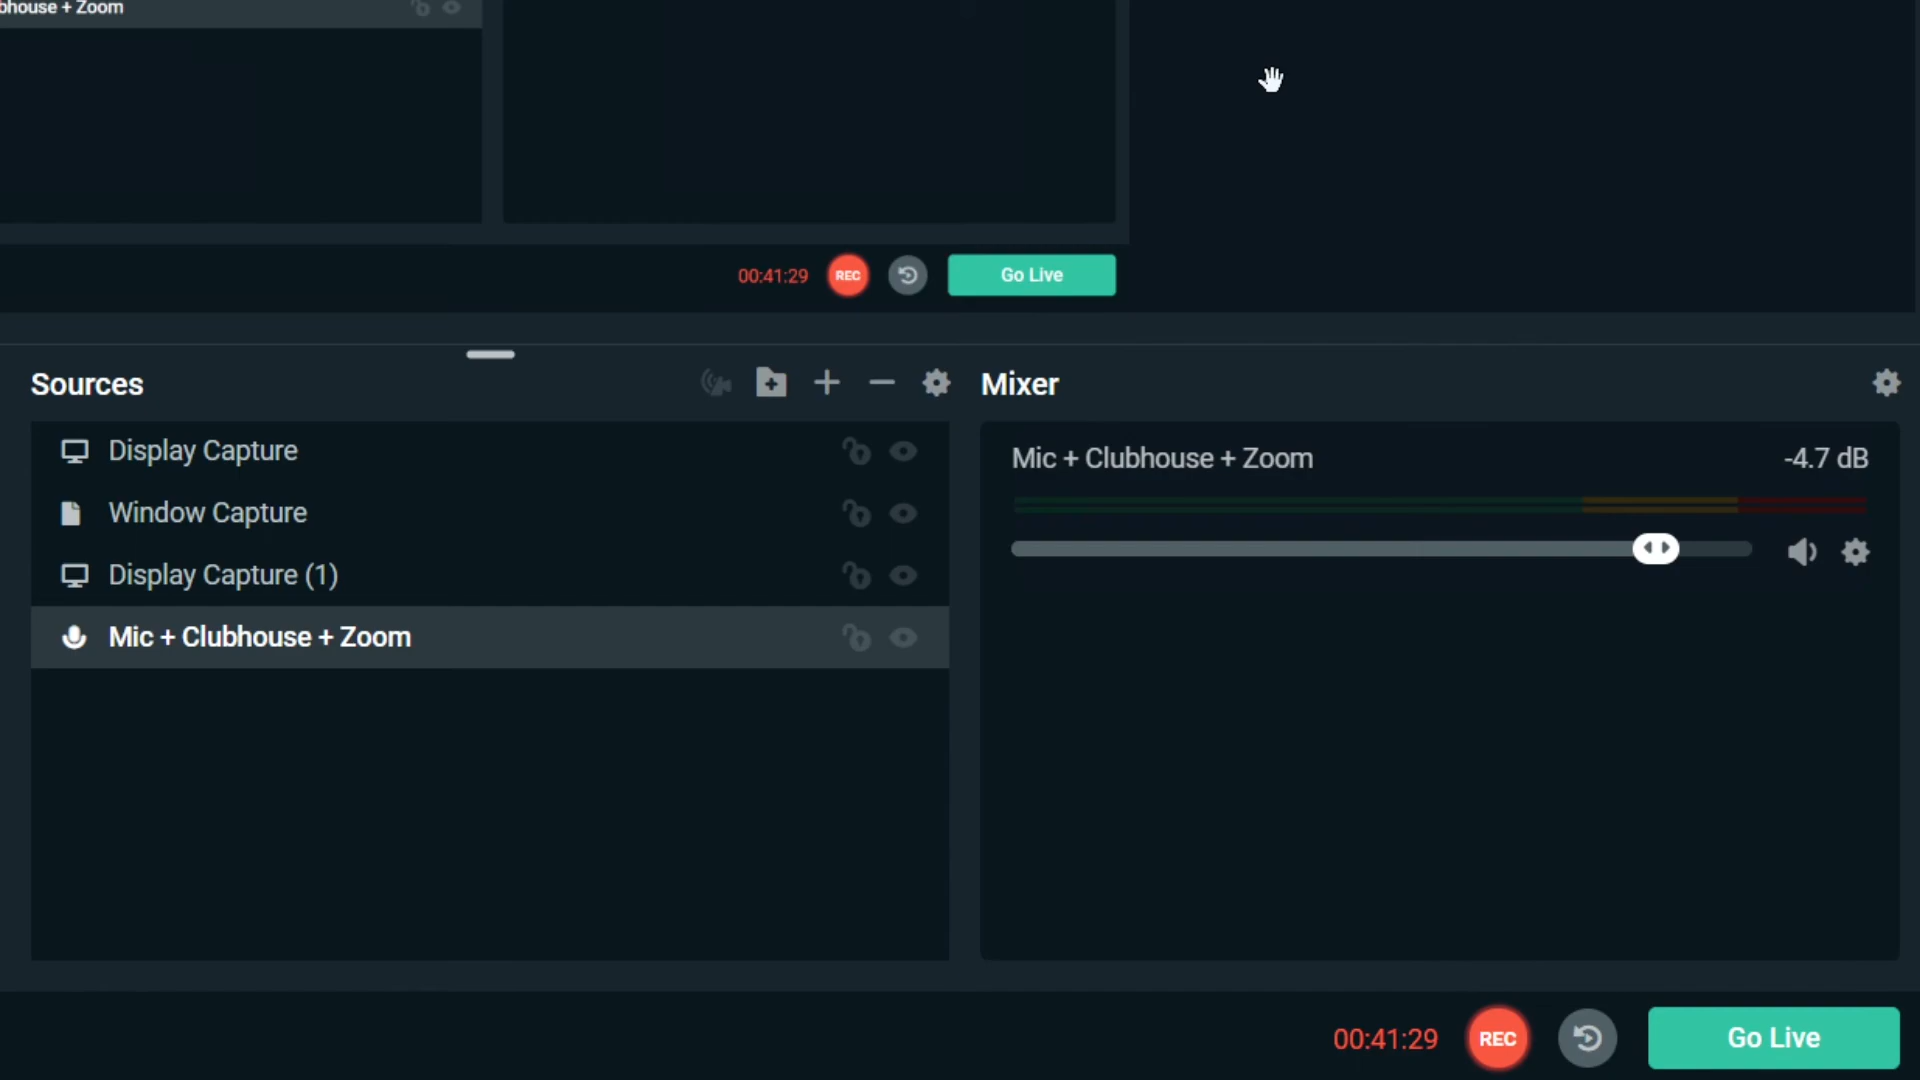 bhouse + Zoom
00:41:29 REC Go Live
Sources
Mixer
Display Capture
Window Capture
Display Capture (1)
Mic + Clubhouse + Zoom
Mic + Clubhouse + Zoom -4.7 dB
00:41:29 REC Go Live